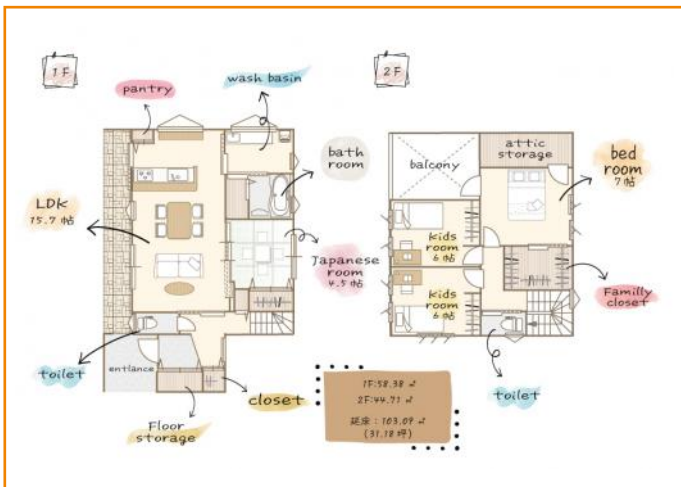 1F
pantry
wash basin
bath
room
LDK
15.7 帖
Japanese
room
4.5 帖
toilet
entlance
closet
Floor
storage
2F
balcony
attic
storage
bed
room
7 帖
kids
room
6 帖
kids
room
6 帖
Familly
closet
toilet
1F:58.38 ㎡
2F:44.71 ㎡
延床：103.09 ㎡
(31.18 坪)